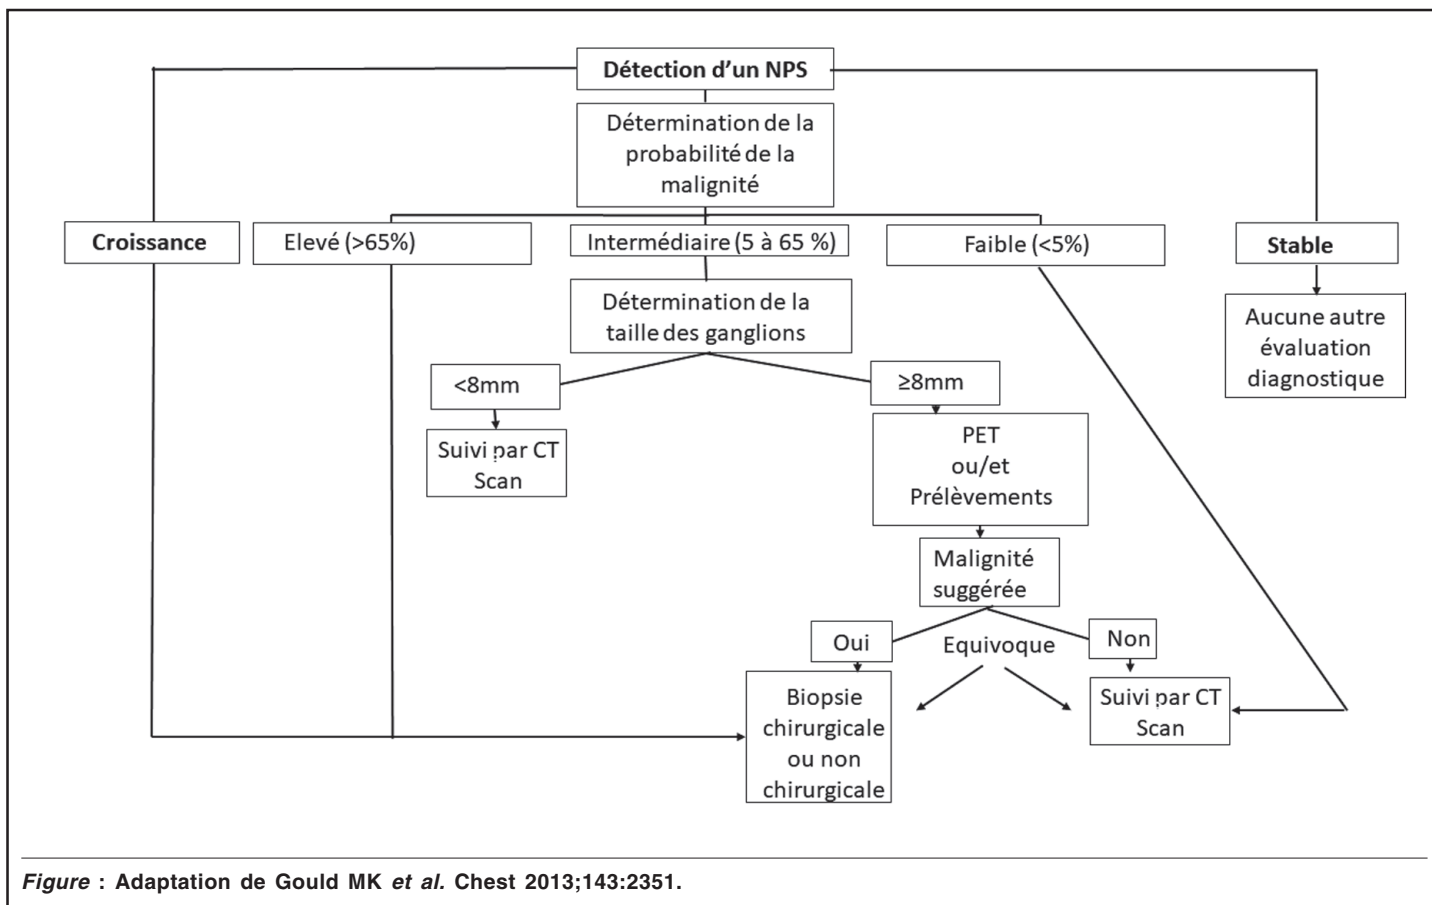 Détection d’un NPS
Détermination de la
probabilité de la
malignité
Croissance
Elevé (>65%)
Intermédiaire (5 à 65 %)
Faible (<5%)
Stable
Détermination de la
taille des ganglions
Aucune autre
évaluation
diagnostique
<8mm
≥8mm
Suivi par CT
Scan
PET
ou/et
Prélèvements
Malignité
suggérée
Oui
Equivoque
Non
Biopsie
chirurgicale
ou non
chirurgicale
Suivi par CT
Scan
Figure : Adaptation de Gould MK et al. Chest 2013;143:2351.